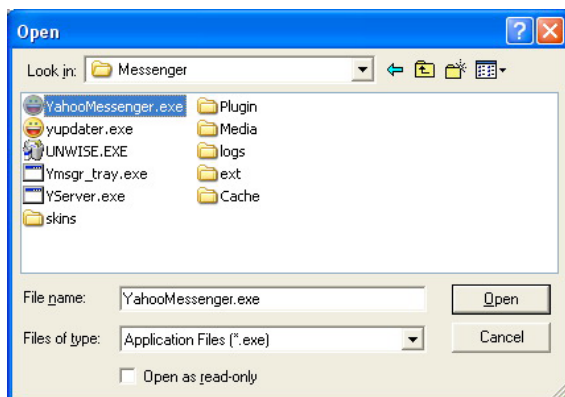 Open
Look in: Messenger
YahooMessenger.exe
yupdater.exe
UNWISE.EXE
Ymsgr_tray.exe
YServer.exe
skins
Plugin
Media
logs
ext
Cache
File name: YahooMessenger.exe Open
Files of type: Application Files (*.exe) Cancel
Open as read-only